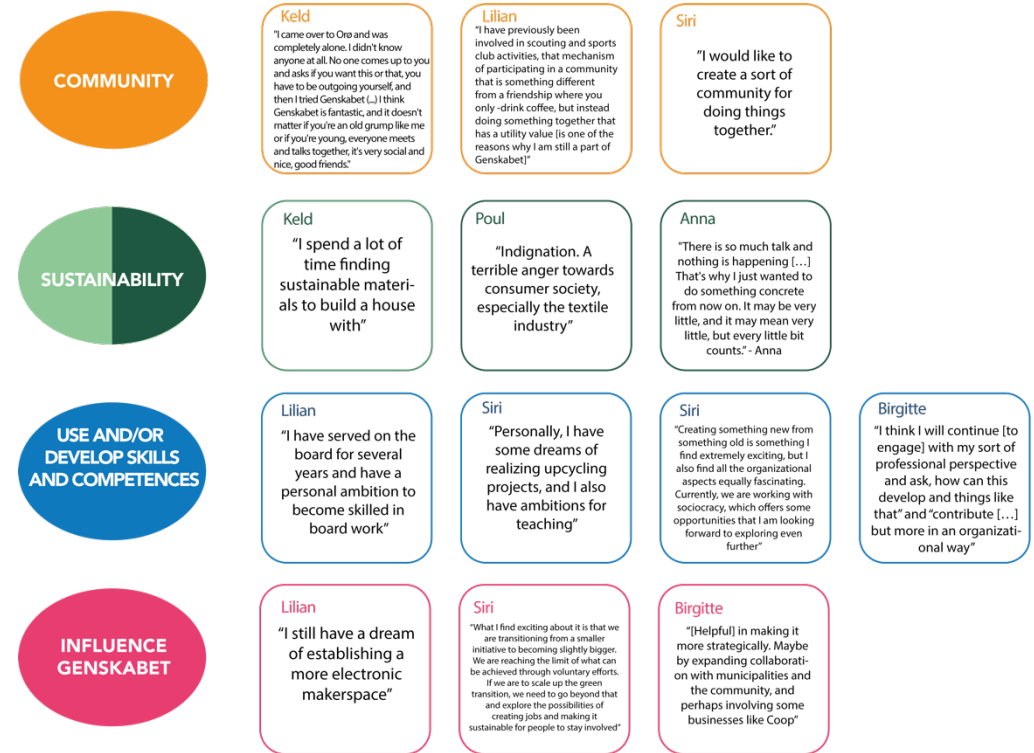 COMMUNITY
Keld
"I came over to Orø and was
completely alone. I didn't know
anyone at all. No one comes up to you
and asks if you want this or that, you
have to be outgoing yourself, and
then I tried Genskabet (...) I think
Genskabet is fantastic, and it doesn't
matter if you're an old grump like me
or if you're young, everyone meets
and talks together, it's very social and
nice, good friends."
Lilian
"I have previously been
involved in scouting and sports
club activities, that mechanism
of participating in a community
that is something different
from a friendship where you
only -drink coffee, but instead
doing something together that
has a utility value [is one of the
reasons why I am still a part of
Genskabet]"
Siri
"I would like to
create a sort of
community for
doing things
together."
SUSTAINABILITY
Keld
"I spend a lot of
time finding
sustainable materi-
als to build a house
with"
Poul
"Indignation. A
terrible anger towards
consumer society,
especially the textile
industry"
Anna
"There is so much talk and
nothing is happening [...]
That's why I just wanted to
do something concrete
from now on. It may be very
little, and it may mean very
little, but every little bit
counts." - Anna
USE AND/OR
DEVELOP SKILLS
AND COMPETENCES
Lilian
"I have served on the
board for several
years and have a
personal ambition to
become skilled in
board work"
Siri
"Personally, I have
some dreams of
realizing upcycling
projects, and I also
have ambitions for
teaching"
Siri
"Creating something new from
something old is something I
find extremely exciting, but I
also find all the organizational
aspects equally fascinating.
Currently, we are working with
sociocracy, which offers some
opportunities that I am looking
forward to exploring even
further"
Birgitte
"I think I will continue [to
engage] with my sort of
professional perspective
and ask, how can this
develop and things like
that" and "contribute [...]
but more in an organizati-
onal way"
INFLUENCE
GENSKABET
Lilian
"I still have a dream
of establishing a
more electronic
makerspace"
Siri
"What I find exciting about it is that we
are transitioning from a smaller
initiative to becoming slightly bigger.
We are reaching the limit of what can
be achieved through voluntary efforts.
If we are to scale up the green
transition, we need to go beyond that
and explore the possibilities of
creating jobs and making it
sustainable for people to stay involved"
Birgitte
"[Helpful] in making it
more strategically. Maybe
by expanding collaborati-
on with municipalities and
the community, and
perhaps involving some
businesses like Coop"